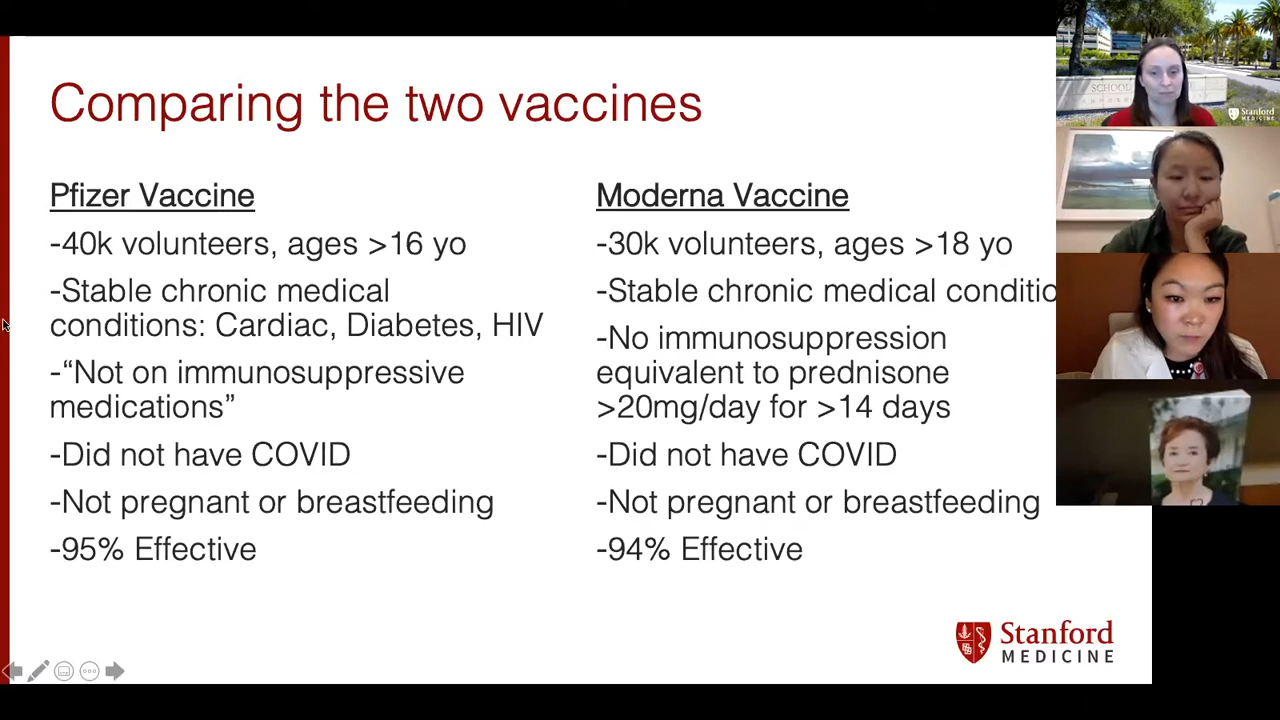 Comparing the two vaccines
Pfizer Vaccine
-40k volunteers, ages >16 yo
-Stable chronic medical
conditions: Cardiac, Diabetes, HIV
-“Not on immunosuppressive
medications”
-Did not have COVID
-Not pregnant or breastfeeding
-95% Effective
Moderna Vaccine
-30k volunteers, ages >18 yo
-Stable chronic medical conditio
-No immunosuppression
equivalent to prednisone
>20mg/day for >14 days
-Did not have COVID
-Not pregnant or breastfeeding
-94% Effective
Stanford
MEDICINE
SCHOOL
Stanford
MEDICINE